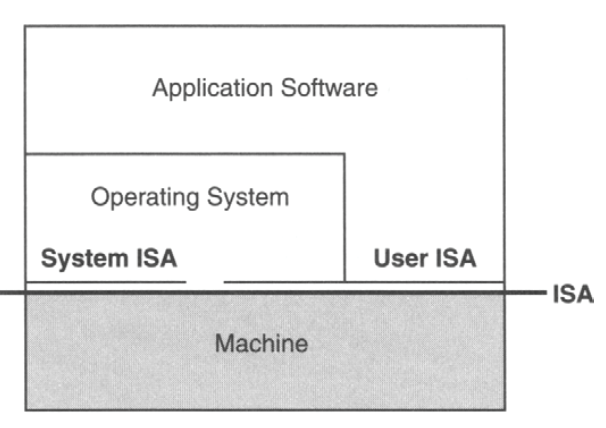 Application Software
Operating System
System ISA
User ISA
ISA
Machine